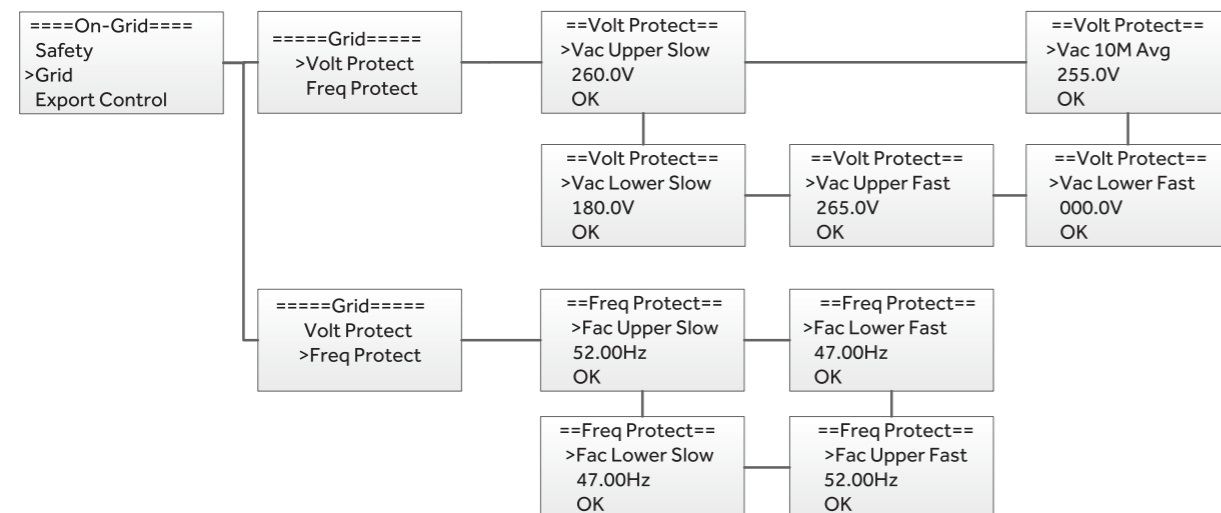 ====On-Grid====
Safety
>Grid
Export Control
=====Grid=====
>Volt Protect
Freq Protect
==Volt Protect==
>Vac Upper Slow
260.0V
OK
==Volt Protect==
>Vac 10M Avg
255.0V
OK
==Volt Protect==
>Vac Lower Slow
180.0V
OK
==Volt Protect==
>Vac Upper Fast
265.0V
OK
==Volt Protect==
>Vac Lower Fast
000.0V
OK
=====Grid=====
Volt Protect
>Freq Protect
==Freq Protect==
>Fac Upper Slow
52.00Hz
OK
==Freq Protect==
>Fac Lower Fast
47.00Hz
OK
==Freq Protect==
>Fac Lower Slow
47.00Hz
OK
==Freq Protect==
>Fac Upper Fast
52.00Hz
OK